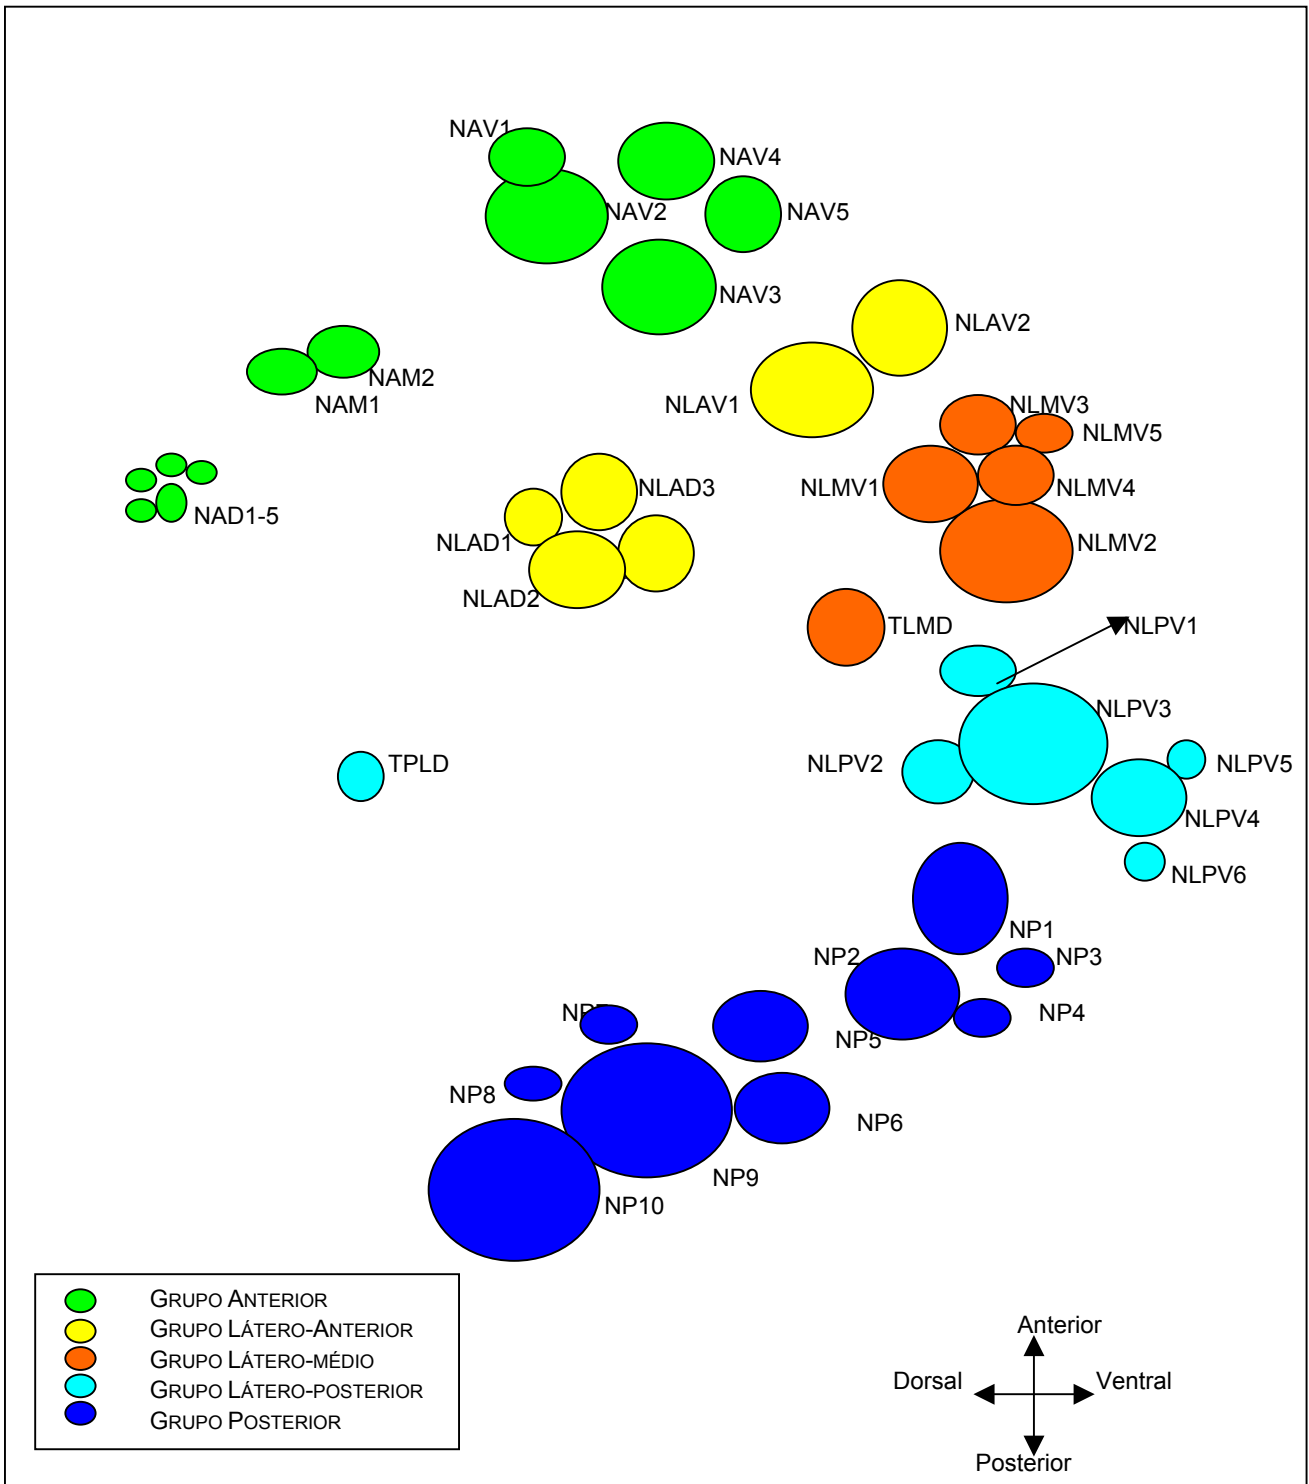 NAV1
NAV4
NAV2
NAV5
NAV3
NLAV2
NAM2
NAM1
NLAV1
NLMV3
NLMV5
NLMV1
NLAD3
NLMV4
NAD1-5
NLAD1
NLMV2
NLAD2
TLMD
NLPV1
NLPV3
TPLD
NLPV2
NLPV5
NLPV4
NLPV6
NP1
NP2
NP3
NP4
NP5
NP8
NP6
NP9
NP10
GRUPO ANTERIOR
GRUPO LÁTERO-ANTERIOR
GRUPO LÁTERO-MÉDIO
GRUPO LÁTERO-POSTERIOR
GRUPO POSTERIOR
Anterior
Dorsal
Ventral
Posterior